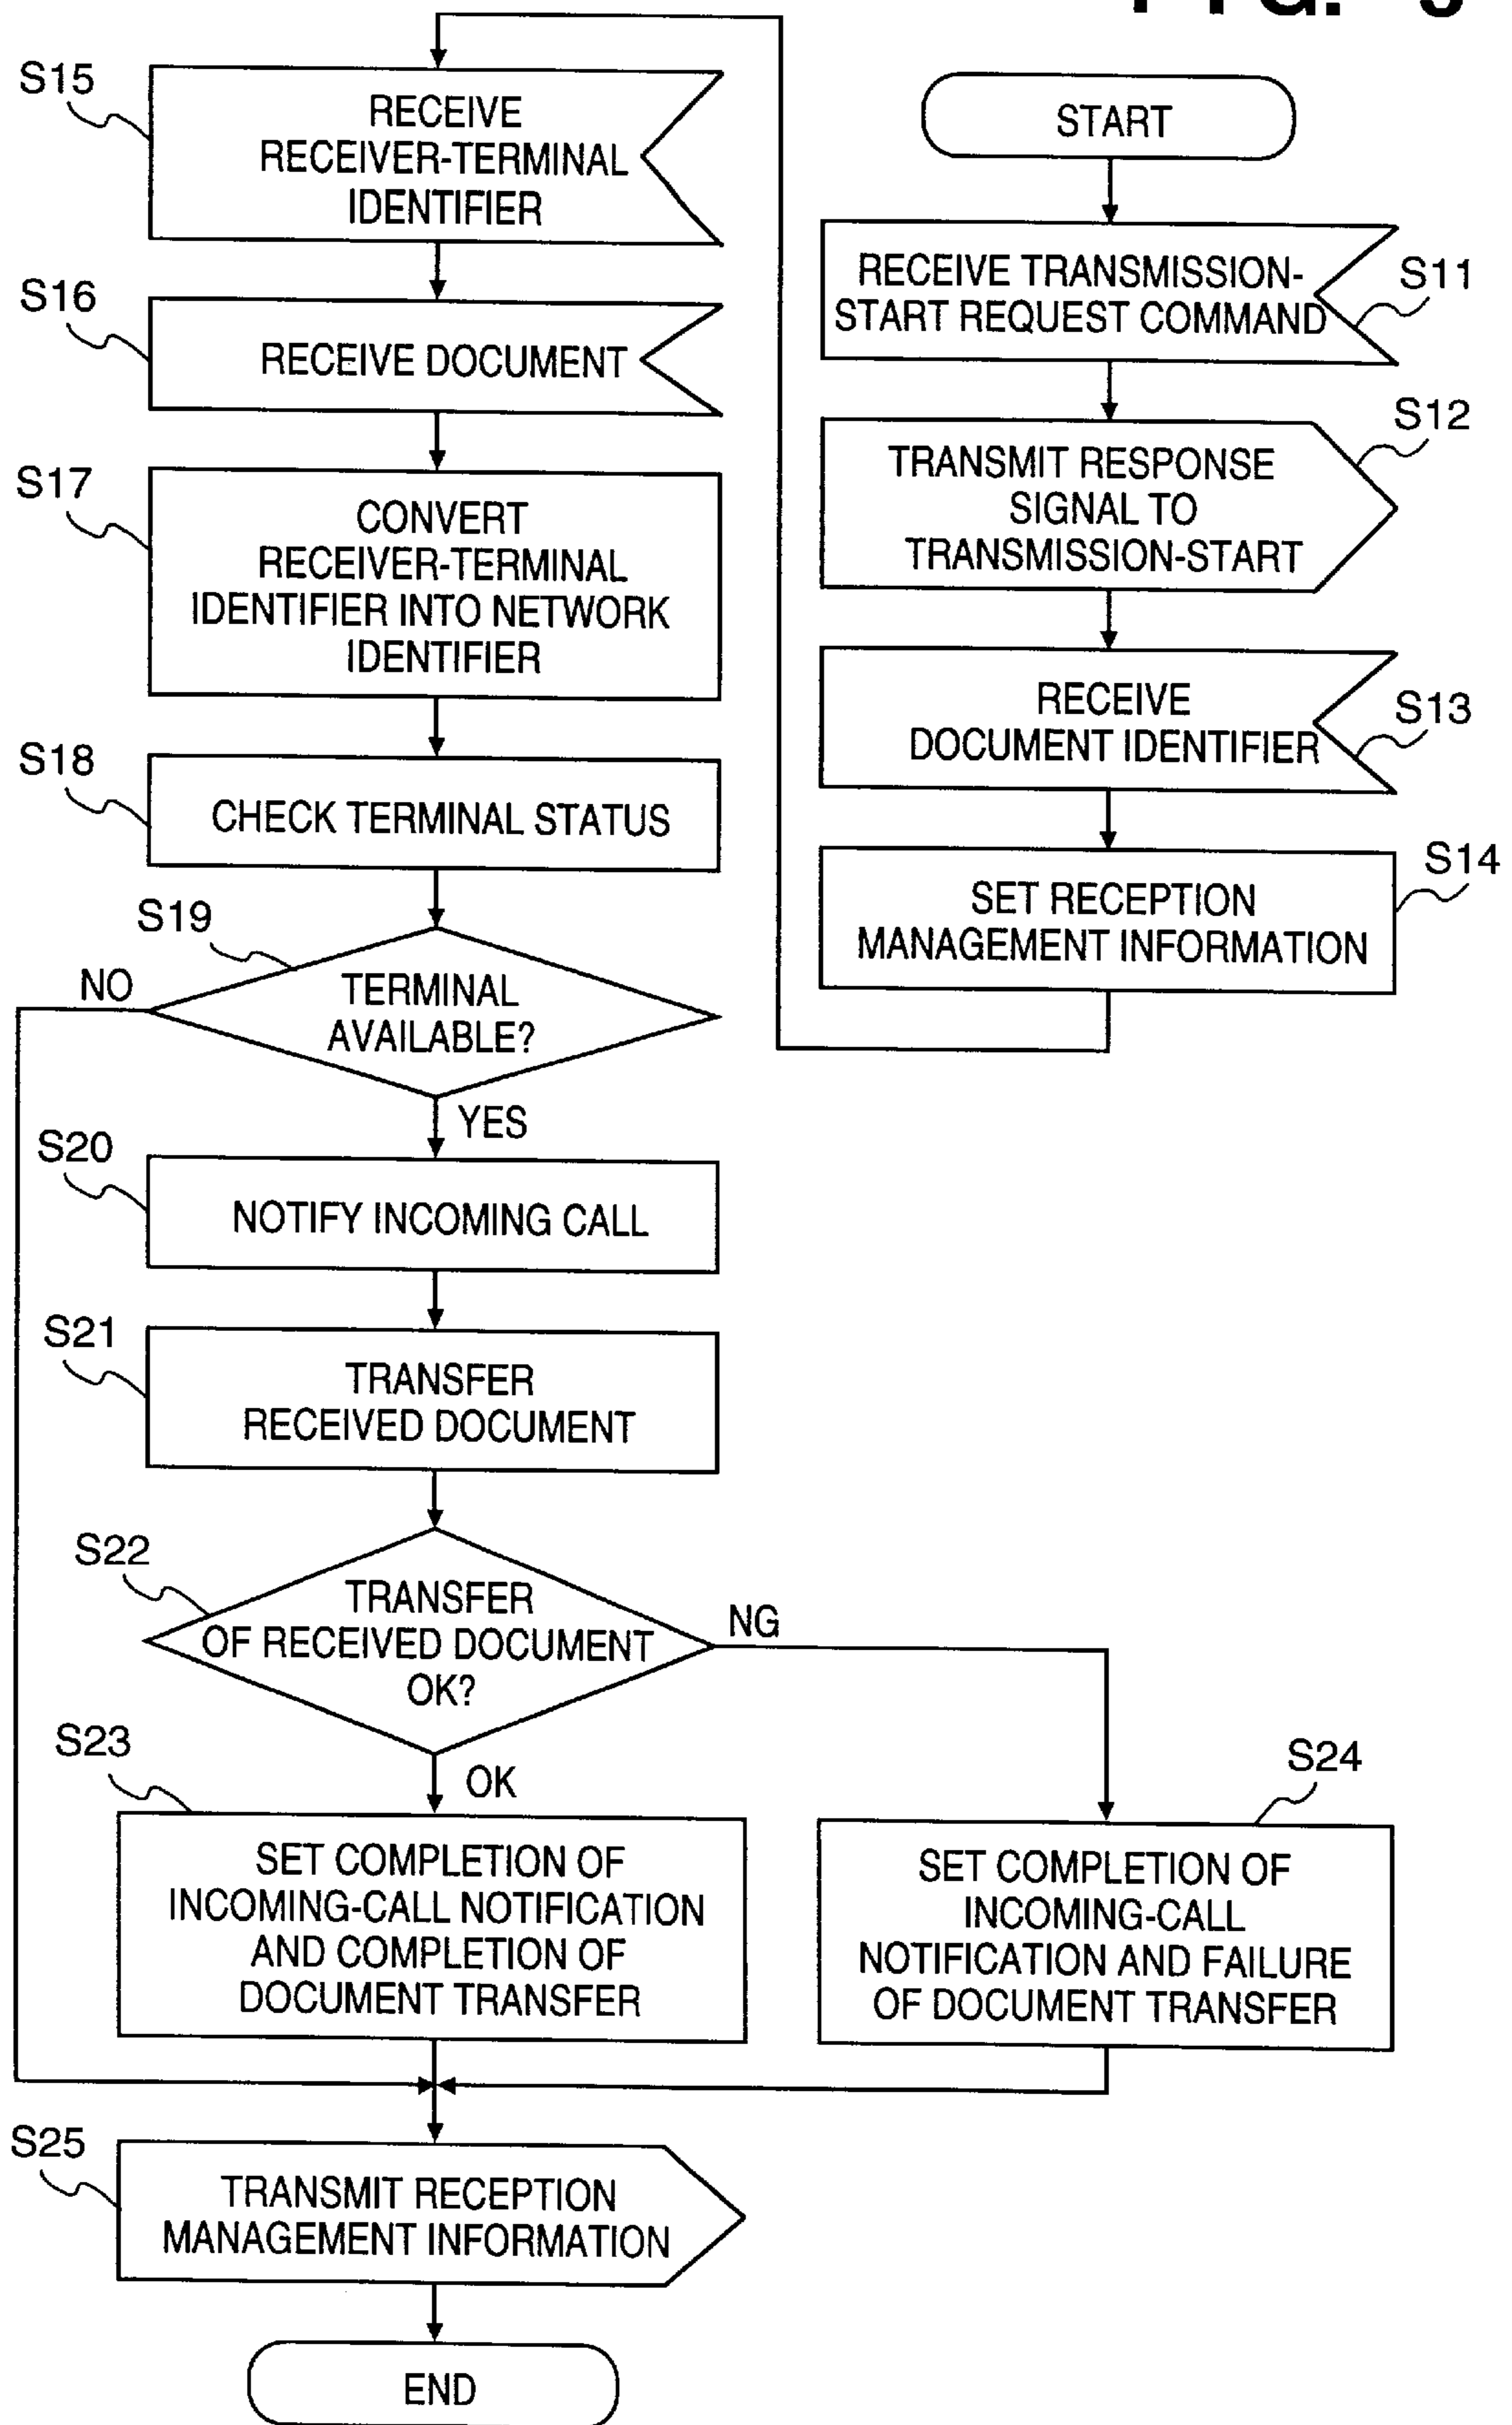 FIG.
START
RECEIVE TRANSMISSION-
START REQUEST COMMAND
S11
TRANSMIT RESPONSE
SIGNAL TO
TRANSMISSION-START
S12
RECEIVE
DOCUMENT IDENTIFIER
S13
SET RECEPTION
MANAGEMENT INFORMATION
S14
S15
RECEIVE
RECEIVER-TERMINAL
IDENTIFIER
S16
RECEIVE DOCUMENT
S17
CONVERT
RECEIVER-TERMINAL
IDENTIFIER INTO NETWORK
IDENTIFIER
S18
CHECK TERMINAL STATUS
S19
NO
TERMINAL
AVAILABLE?
YES
S20
NOTIFY INCOMING CALL
S21
TRANSFER
RECEIVED DOCUMENT
S22
TRANSFER
OF RECEIVED DOCUMENT
OK?
NG
OK
S23
SET COMPLETION OF
INCOMING-CALL NOTIFICATION
AND COMPLETION OF
DOCUMENT TRANSFER
S24
SET COMPLETION OF
INCOMING-CALL
NOTIFICATION AND FAILURE
OF DOCUMENT TRANSFER
S25
TRANSMIT RECEPTION
MANAGEMENT INFORMATION
END